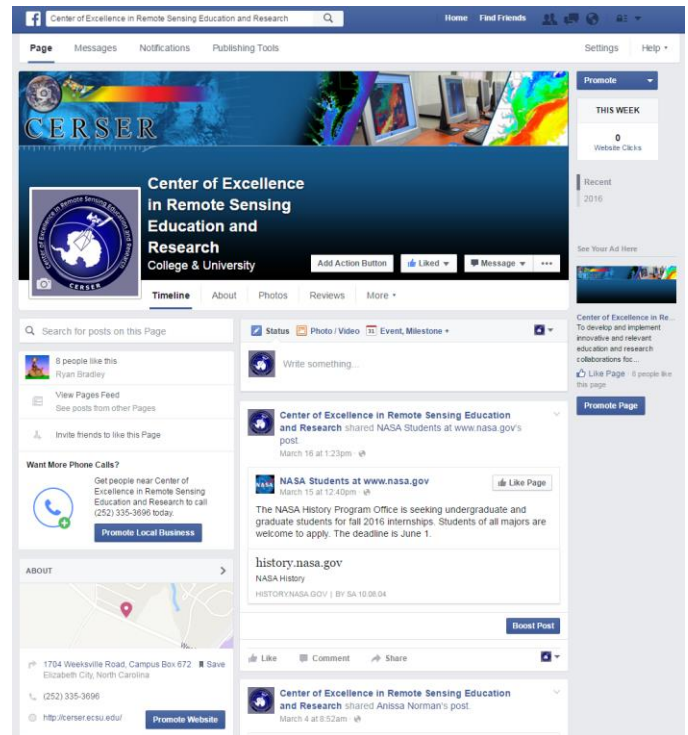 Center of Excellence in Remote Sensing Education and Research
Home Find Friends
Page Messages Notifications Publishing Tools Settings Help
CERSER
Center of Excellence
in Remote Sensing
Education and
Research
College & University
Add Action Button Liked Message •••
Center of Excellence in Remote Sensing Education and Research
CERSER
Timeline About Photos Reviews More
Promote
THIS WEEK
0
Website Clicks
Recent
2016
See Your Ad Here
Center of Excellence in Re...
To develop and implement
innovative and relevant
education and research
collaborations foc...
Like Page · 8 people like
this page
Promote Page
Search for posts on this Page
8 people like this
Ryan Bradley
View Pages Feed
See posts from other Pages
Invite friends to like this Page
Want More Phone Calls?
Get people near Center of
Excellence in Remote Sensing
Education and Research to call
(252) 335-3696 today.
Promote Local Business
ABOUT
1704 Weeksville Road, Campus Box 672 Save
Elizabeth City, North Carolina
(252) 335-3696
http://cerser.ecsu.edu/ Promote Website
Status Photo / Video 31 Event, Milestone +
Write something...
Center of Excellence in Remote Sensing Education
and Research shared NASA Students at www.nasa.gov's
post.
March 16 at 1:23pm ·
NASA
NASA Students at www.nasa.gov Like Page
March 15 at 12:40pm ·
The NASA History Program Office is seeking undergraduate and
graduate students for fall 2016 internships. Students of all majors are
welcome to apply. The deadline is June 1.
history.nasa.gov
NASA History
HISTORY.NASA.GOV | BY SA 10.08.04
Boost Post
Like Comment Share
Center of Excellence in Remote Sensing Education
and Research shared Anissa Norman's post.
March 4 at 8:52am ·